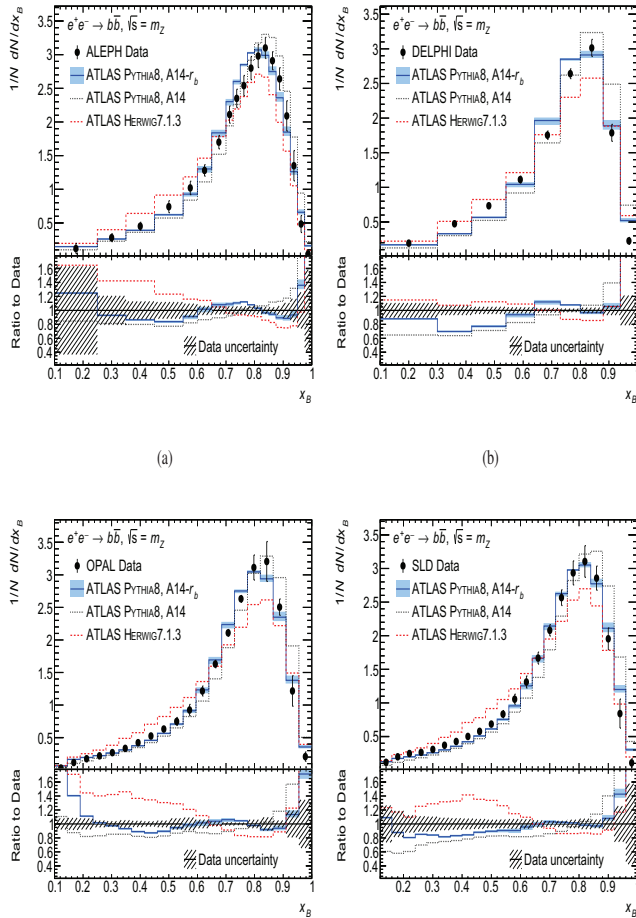 e⁺e⁻ → bb̅, √s = m_Z
ALEPH Data
ATLAS PYTHIA8, A14-r_b
ATLAS PYTHIA8, A14
ATLAS HERWIG7.1.3
1/N dN/dx_B
3.5
3
2.5
2
1.5
1
0.5
Ratio to Data
1.6
1.4
1.2
1.0
0.8
0.6
0.4
Data uncertainty
0.1 0.2 0.3 0.4 0.5 0.6 0.7 0.8 0.9 1
x_B
(a)
e⁺e⁻ → bb̅, √s = m_Z
DELPHI Data
ATLAS PYTHIA8, A14-r_b
ATLAS PYTHIA8, A14
ATLAS HERWIG7.1.3
1/N dN/dx_B
3.5
3
2.5
2
1.5
1
0.5
Ratio to Data
1.6
1.4
1.2
1.0
0.8
0.6
0.4
Data uncertainty
0.2 0.3 0.4 0.5 0.6 0.7 0.8 0.9
x_B
(b)
e⁺e⁻ → bb̅, √s = m_Z
OPAL Data
ATLAS PYTHIA8, A14-r_b
ATLAS PYTHIA8, A14
ATLAS HERWIG7.1.3
1/N dN/dx_B
3.5
3
2.5
2
1.5
1
0.5
Ratio to Data
1.6
1.4
1.2
1
0.8
0.6
0.4
Data uncertainty
0.1 0.2 0.3 0.4 0.5 0.6 0.7 0.8 0.9 1
x_B
e⁺e⁻ → bb̅, √s = m_Z
SLD Data
ATLAS PYTHIA8, A14-r_b
ATLAS PYTHIA8, A14
ATLAS HERWIG7.1.3
1/N dN/dx_B
3.5
3
2.5
2
1.5
1
0.5
Ratio to Data
1.6
1.4
1.2
1
0.8
0.6
0.4
Data uncertainty
0.2 0.3 0.4 0.5 0.6 0.7 0.8 0.9
x_B